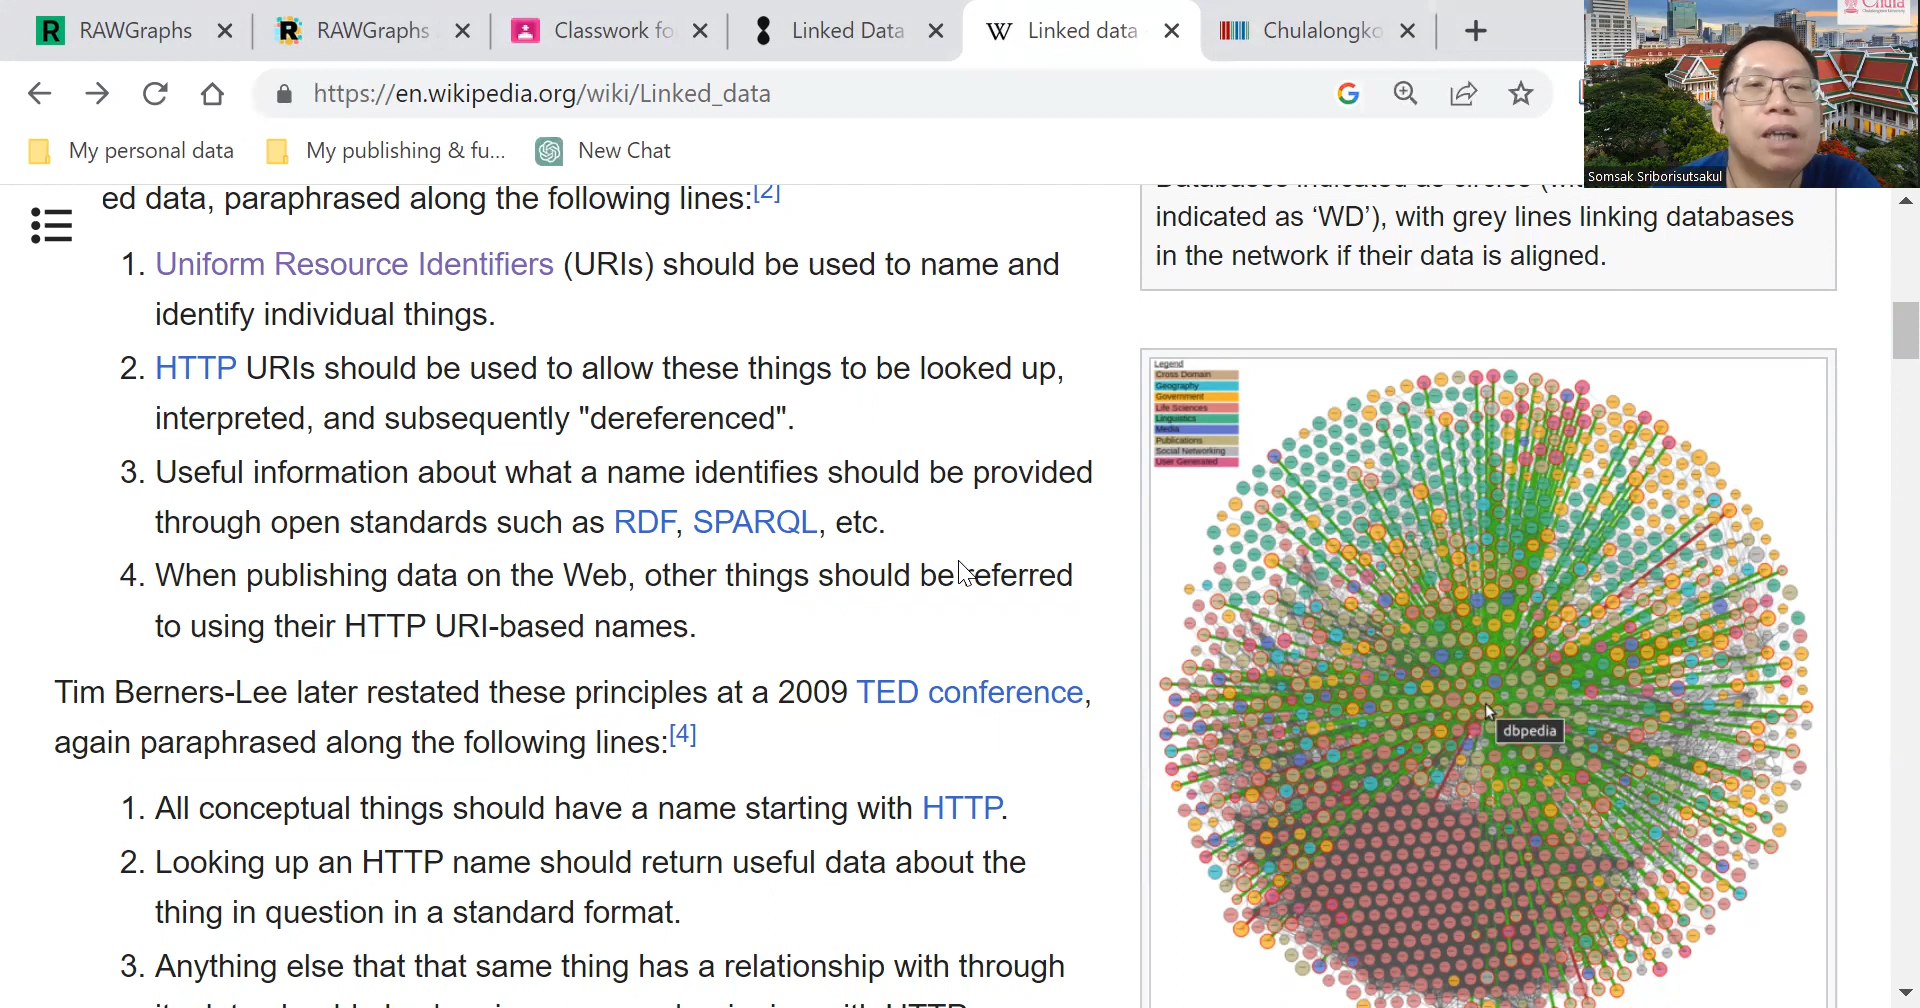 RAWGraphs
RAWGraphs
Classwork fo
Linked Data
Linked data
Chulalongko
https://en.wikipedia.org/wiki/Linked_data
My personal data
My publishing & fu...
New Chat
Chula
Somsak Sriborisutsakul
ed data, paraphrased along the following lines:[2]
1. Uniform Resource Identifiers (URIs) should be used to name and
identify individual things.
2. HTTP URIs should be used to allow these things to be looked up,
interpreted, and subsequently "dereferenced".
3. Useful information about what a name identifies should be provided
through open standards such as RDF, SPARQL, etc.
4. When publishing data on the Web, other things should be referred
to using their HTTP URI-based names.
Tim Berners-Lee later restated these principles at a 2009 TED conference,
again paraphrased along the following lines:[4]
1. All conceptual things should have a name starting with HTTP.
2. Looking up an HTTP name should return useful data about the
thing in question in a standard format.
3. Anything else that that same thing has a relationship with through
indicated as ‘WD’), with grey lines linking databases
in the network if their data is aligned.
Legend
Cross Domain
Geography
Government
Life Sciences
Linguistics
Media
Publications
Social Networking
User Generated
dbpedia